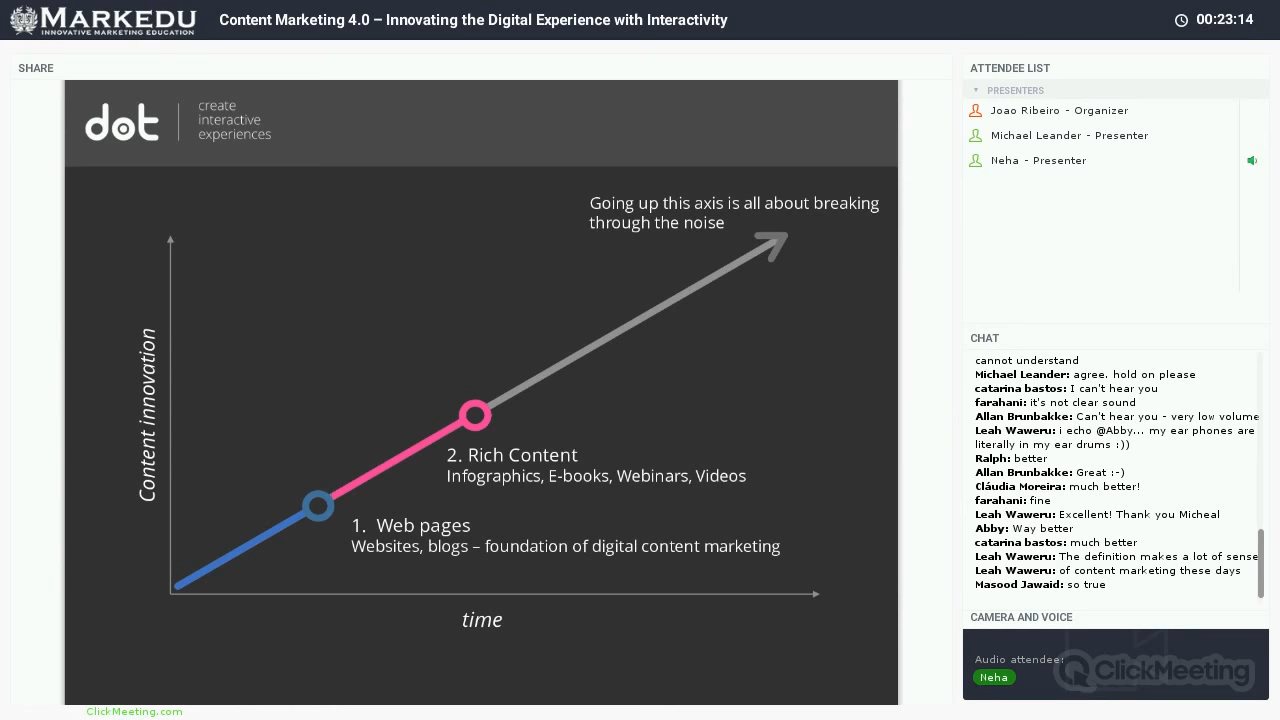 MARKEDU
INNOVATIVE MARKETING EDUCATION
Content Marketing 4.0 – Innovating the Digital Experience with Interactivity
00:23:14
SHARE
dot
create
interactive
experiences
Going up this axis is all about breaking
through the noise
Content innovation
2. Rich Content
Infographics, E-books, Webinars, Videos
1. Web pages
Websites, blogs – foundation of digital content marketing
time
ClickMeeting.com
ATTENDEE LIST
PRESENTERS
Joao Ribeiro - Organizer
Michael Leander - Presenter
Neha - Presenter
CHAT
cannot understand
Michael Leander: agree. hold on please
catarina bastos: I can't hear you
farahani: it's not clear sound
Allan Brunbakke: Can't hear you - very low volume
Leah Waweru: i echo @Abby... my ear phones are
literally in my ear drums :))
Ralph: better
Allan Brunbakke: Great :-)
Cláudia Moreira: much better!
farahani: fine
Leah Waweru: Excellent! Thank you Micheal
Abby: Way better
catarina bastos: much better
Leah Waweru: The definition makes a lot of sense
Leah Waweru: of content marketing these days
Masood Jawaid: so true
CAMERA AND VOICE
Audio attendee:
Neha
ClickMeeting